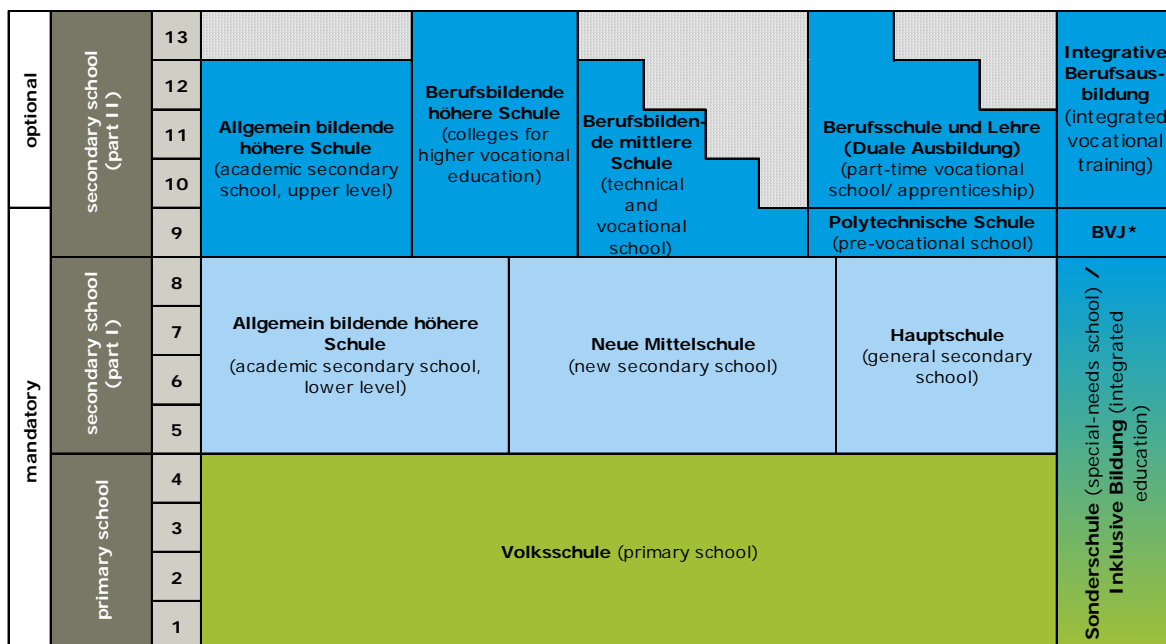 optional
mandatory
secondary school
(part II)
secondary school
(part I)
primary school
13
12
11
10
9
8
7
6
5
4
3
2
1
Allgemein bildende
höhere Schule
(academic secondary
school, upper level)
Berufsbildende
höhere Schule
(colleges for
higher vocational
education)
Berufsbilden-
de mittlere
Schule
(technical
and
vocational
school)
Berufsschule und Lehre
(Duale Ausbildung)
(part-time vocational
school/ apprenticeship)
Polytechnische Schule
(pre-vocational school)
Integrative
Berufsaus-
bildung
(integrated
vocational
training)
BVJ*
Allgemein bildende höhere
Schule
(academic secondary school,
lower level)
Neue Mittelschule
(new secondary school)
Hauptschule
(general secondary
school)
Volksschule (primary school)
Sonderschule (special-needs school) /
Inklusive Bildung (integrated
education)